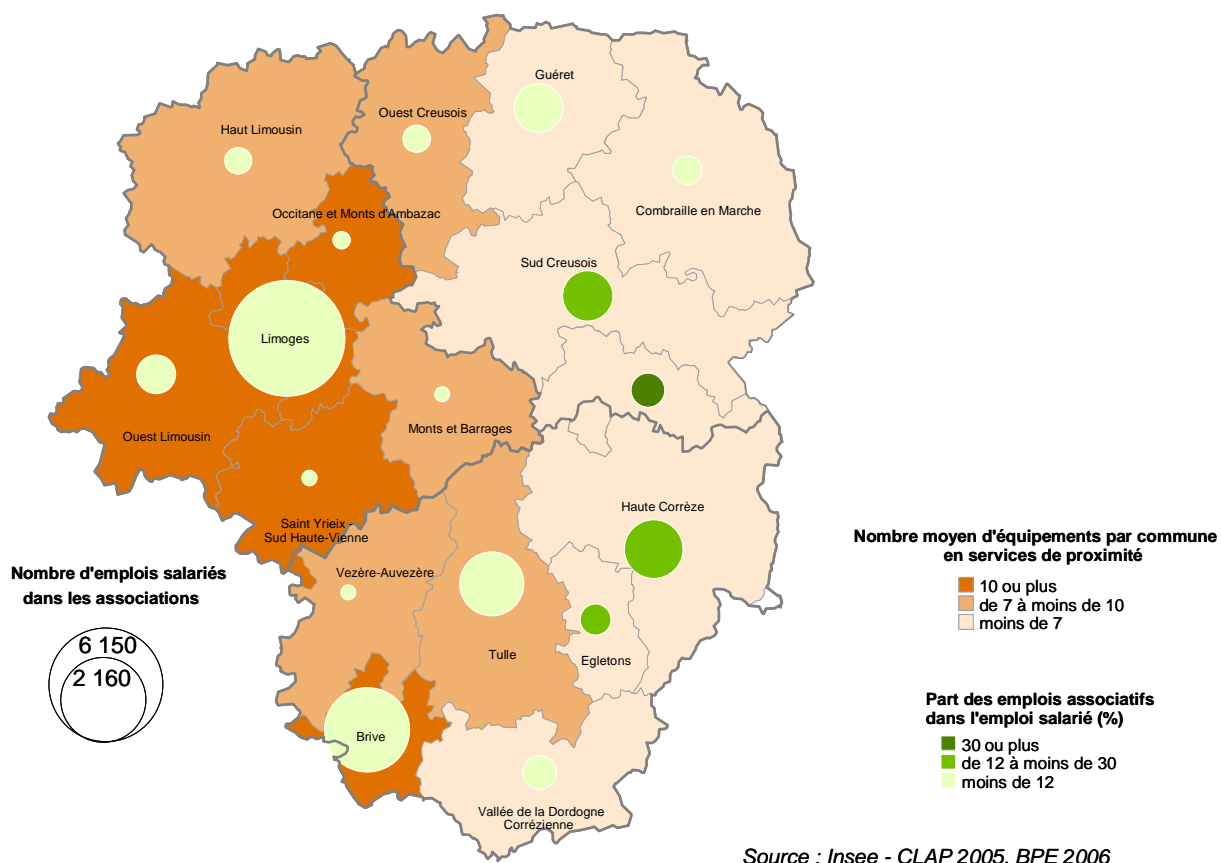 Guéret
Ouest Creusois
Haut Limousin
Combraille en Marche
Occitane et Monts d'Ambazac
Sud Creusois
Limoges
Ouest Limousin
Monts et Barrages
Saint Yrieix -
Sud Haute-Vienne
Haute Corrèze
Vezère-Auvezère
Tulle
Egletons
Brive
Vallée de la Dordogne
Corrézienne
Nombre d'emplois salariés
dans les associations
6 150
2 160
Nombre moyen d'équipements par commune
en services de proximité
10 ou plus
de 7 à moins de 10
moins de 7
Part des emplois associatifs
dans l'emploi salarié (%)
30 ou plus
de 12 à moins de 30
moins de 12
Source : Insee - CLAP 2005, BPE 2006